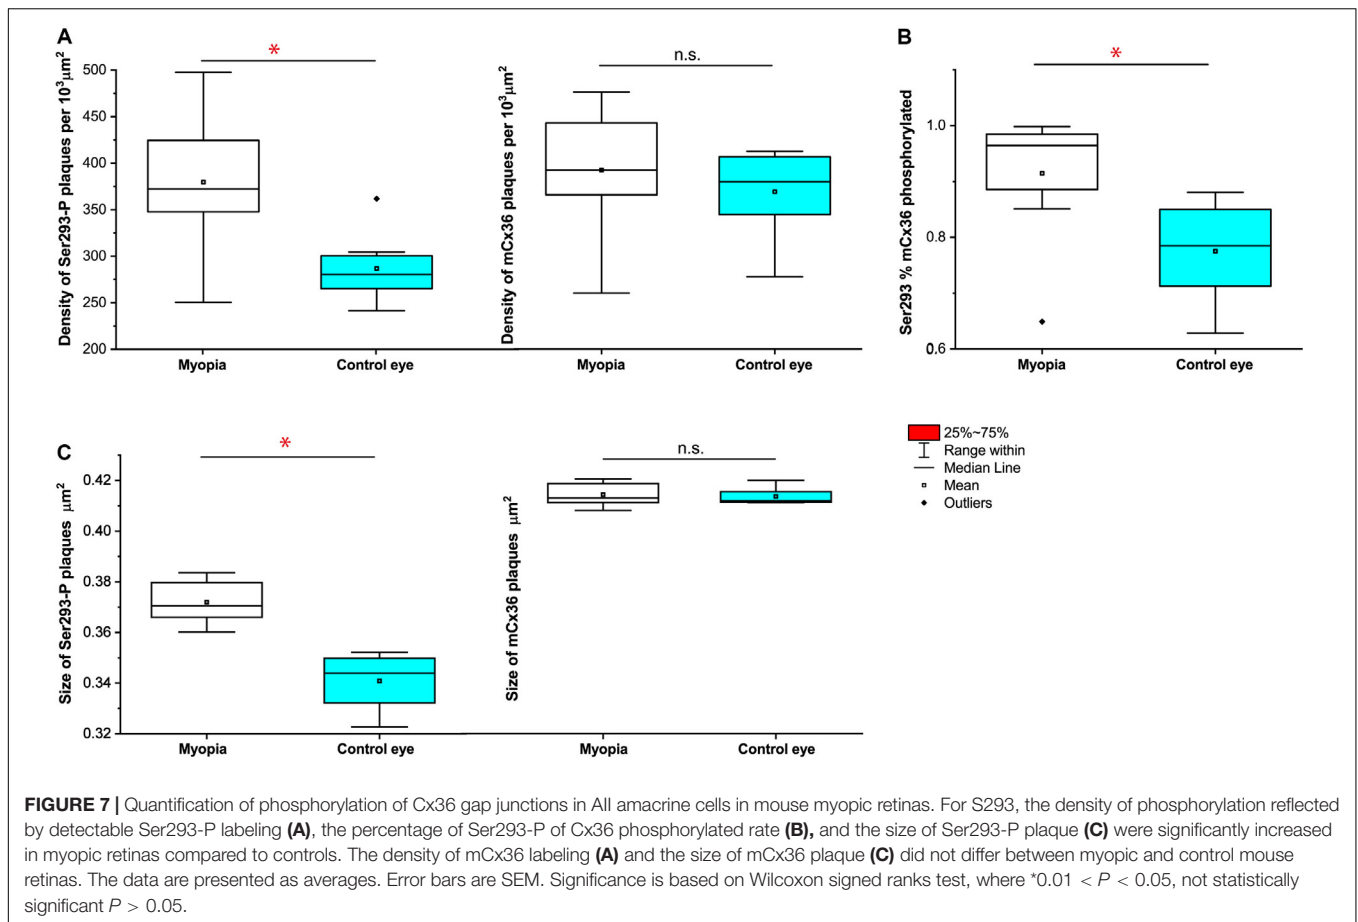 A
*
n.s.
Density of Ser293-P plaques per 10³μm²
500
450
400
350
300
250
200
Myopia
Control eye
Density of mCx36 plaques per 10³μm²
Myopia
Control eye
B
*
Ser293 % mCx36 phosphorylated
1.0
0.8
0.6
Myopia
Control eye
C
*
n.s.
Size of Ser293-P plaques μm²
0.42
0.40
0.38
0.36
0.34
0.32
Myopia
Control eye
Size of mCx36 plaques μm²
Myopia
Control eye
25%~75%
Range within
Median Line
Mean
Outliers
FIGURE 7 | Quantification of phosphorylation of Cx36 gap junctions in AII amacrine cells in mouse myopic retinas. For S293, the density of phosphorylation reflected
by detectable Ser293-P labeling (A), the percentage of Ser293-P of Cx36 phosphorylated rate (B), and the size of Ser293-P plaque (C) were significantly increased
in myopic retinas compared to controls. The density of mCx36 labeling (A) and the size of mCx36 plaque (C) did not differ between myopic and control mouse
retinas. The data are presented as averages. Error bars are SEM. Significance is based on Wilcoxon signed ranks test, where *0.01 < P < 0.05, not statistically
significant P > 0.05.